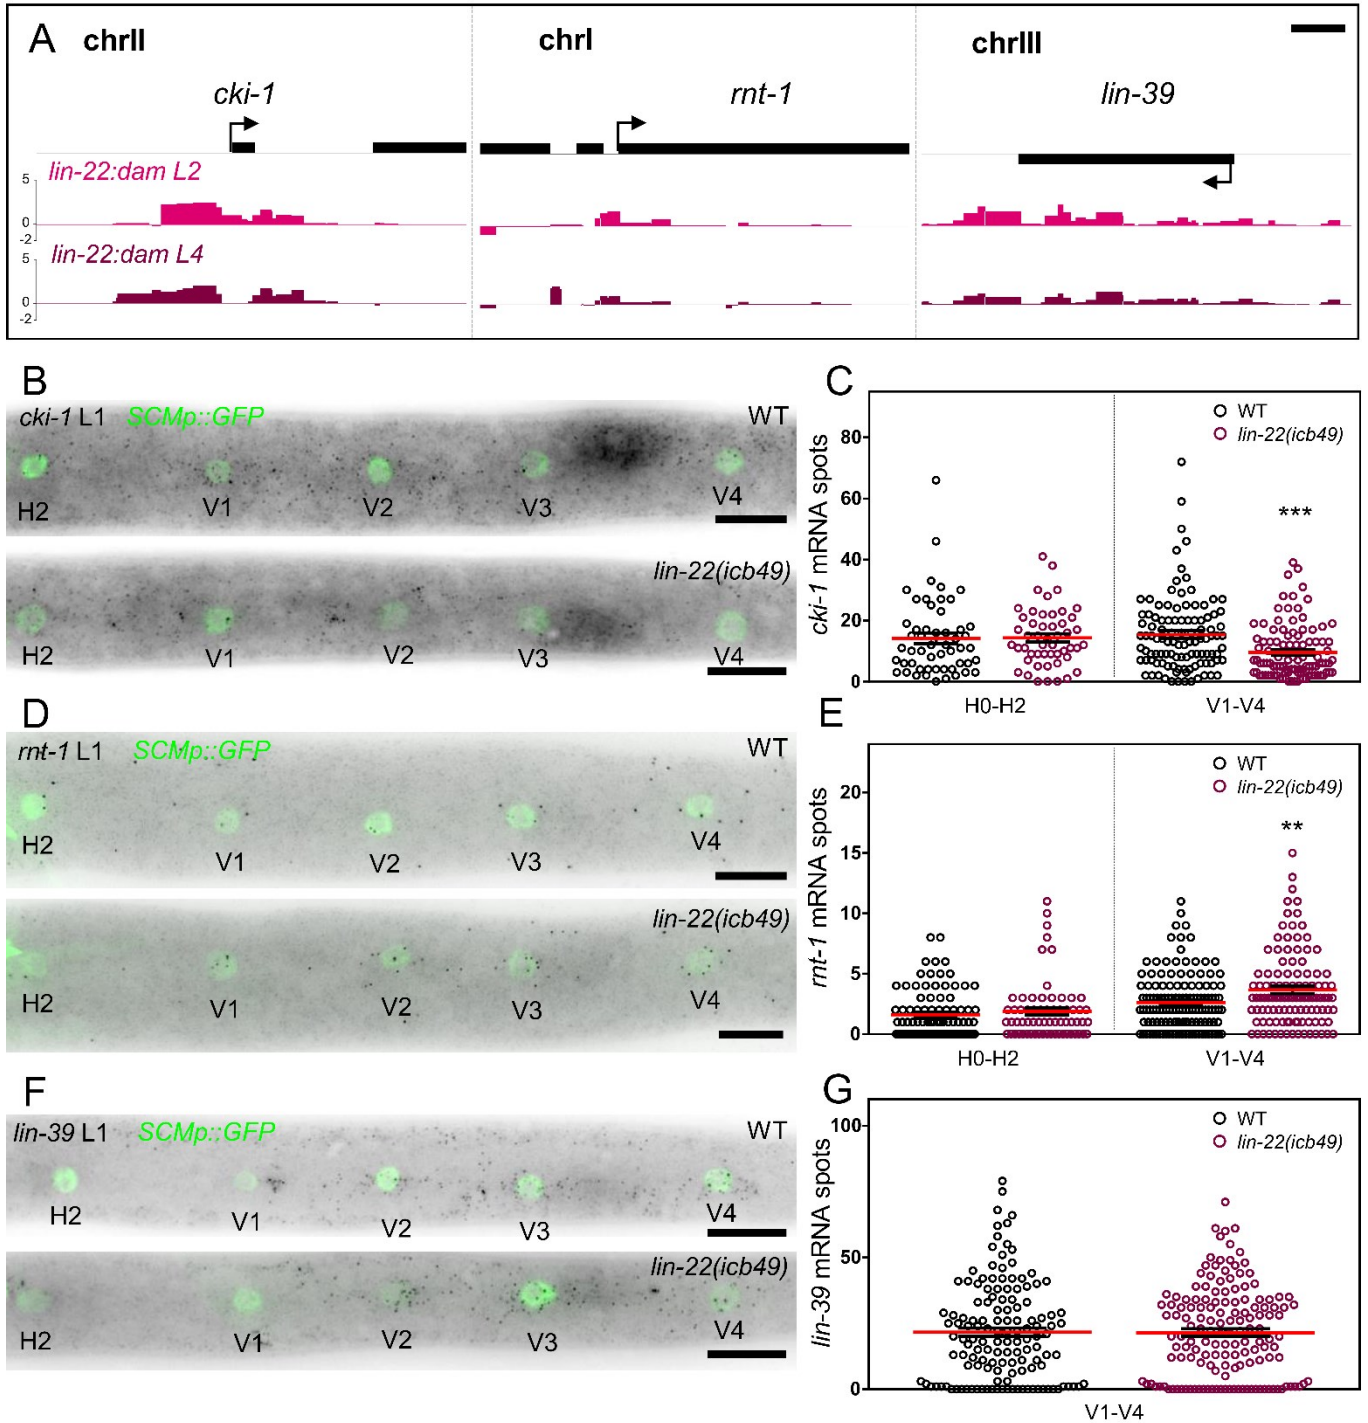 A chrII chrI chrIII
cki-1 rnt-1 lin-39
lin-22:dam L2
5
0
-2
lin-22:dam L4
5
0
-2
B
cki-1 L1 SCMp::GFP WT
H2 V1 V2 V3 V4
lin-22(icb49)
H2 V1 V2 V3 V4
C
WT
lin-22(icb49)
cki-1 mRNA spots
80
60
40
20
0
***
H0-H2 V1-V4
D
rnt-1 L1 SCMp::GFP WT
H2 V1 V2 V3 V4
lin-22(icb49)
H2 V1 V2 V3 V4
E
WT
lin-22(icb49)
rnt-1 mRNA spots
20
15
10
5
0
**
H0-H2 V1-V4
F
lin-39 L1 SCMp::GFP WT
H2 V1 V2 V3 V4
lin-22(icb49)
H2 V1 V2 V3 V4
G
WT
lin-22(icb49)
lin-39 mRNA spots
100
50
0
V1-V4